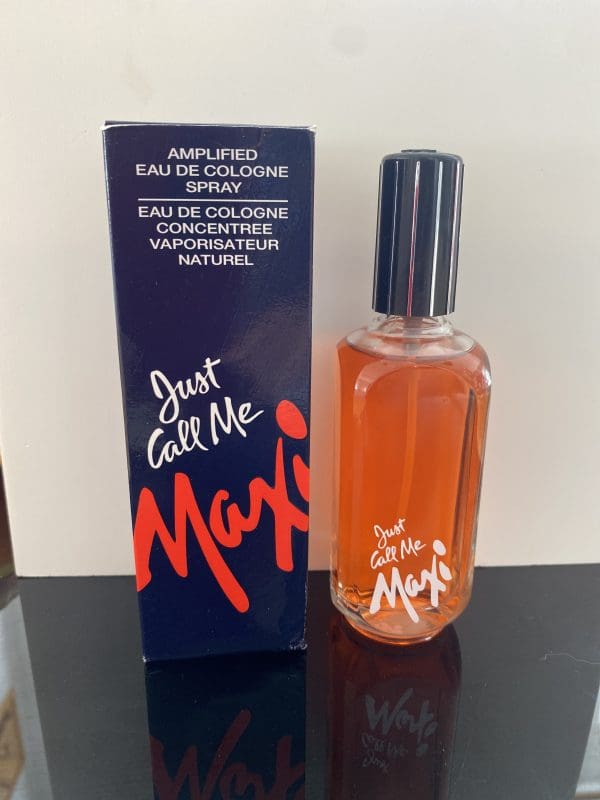 AMPLIFIED
EAU DE COLOGNE
SPRAY
EAU DE COLOGNE
CONCENTREE
VAPORISATEUR
NATUREL
Just
Call Me
Maxi
Just
Call Me
Maxi